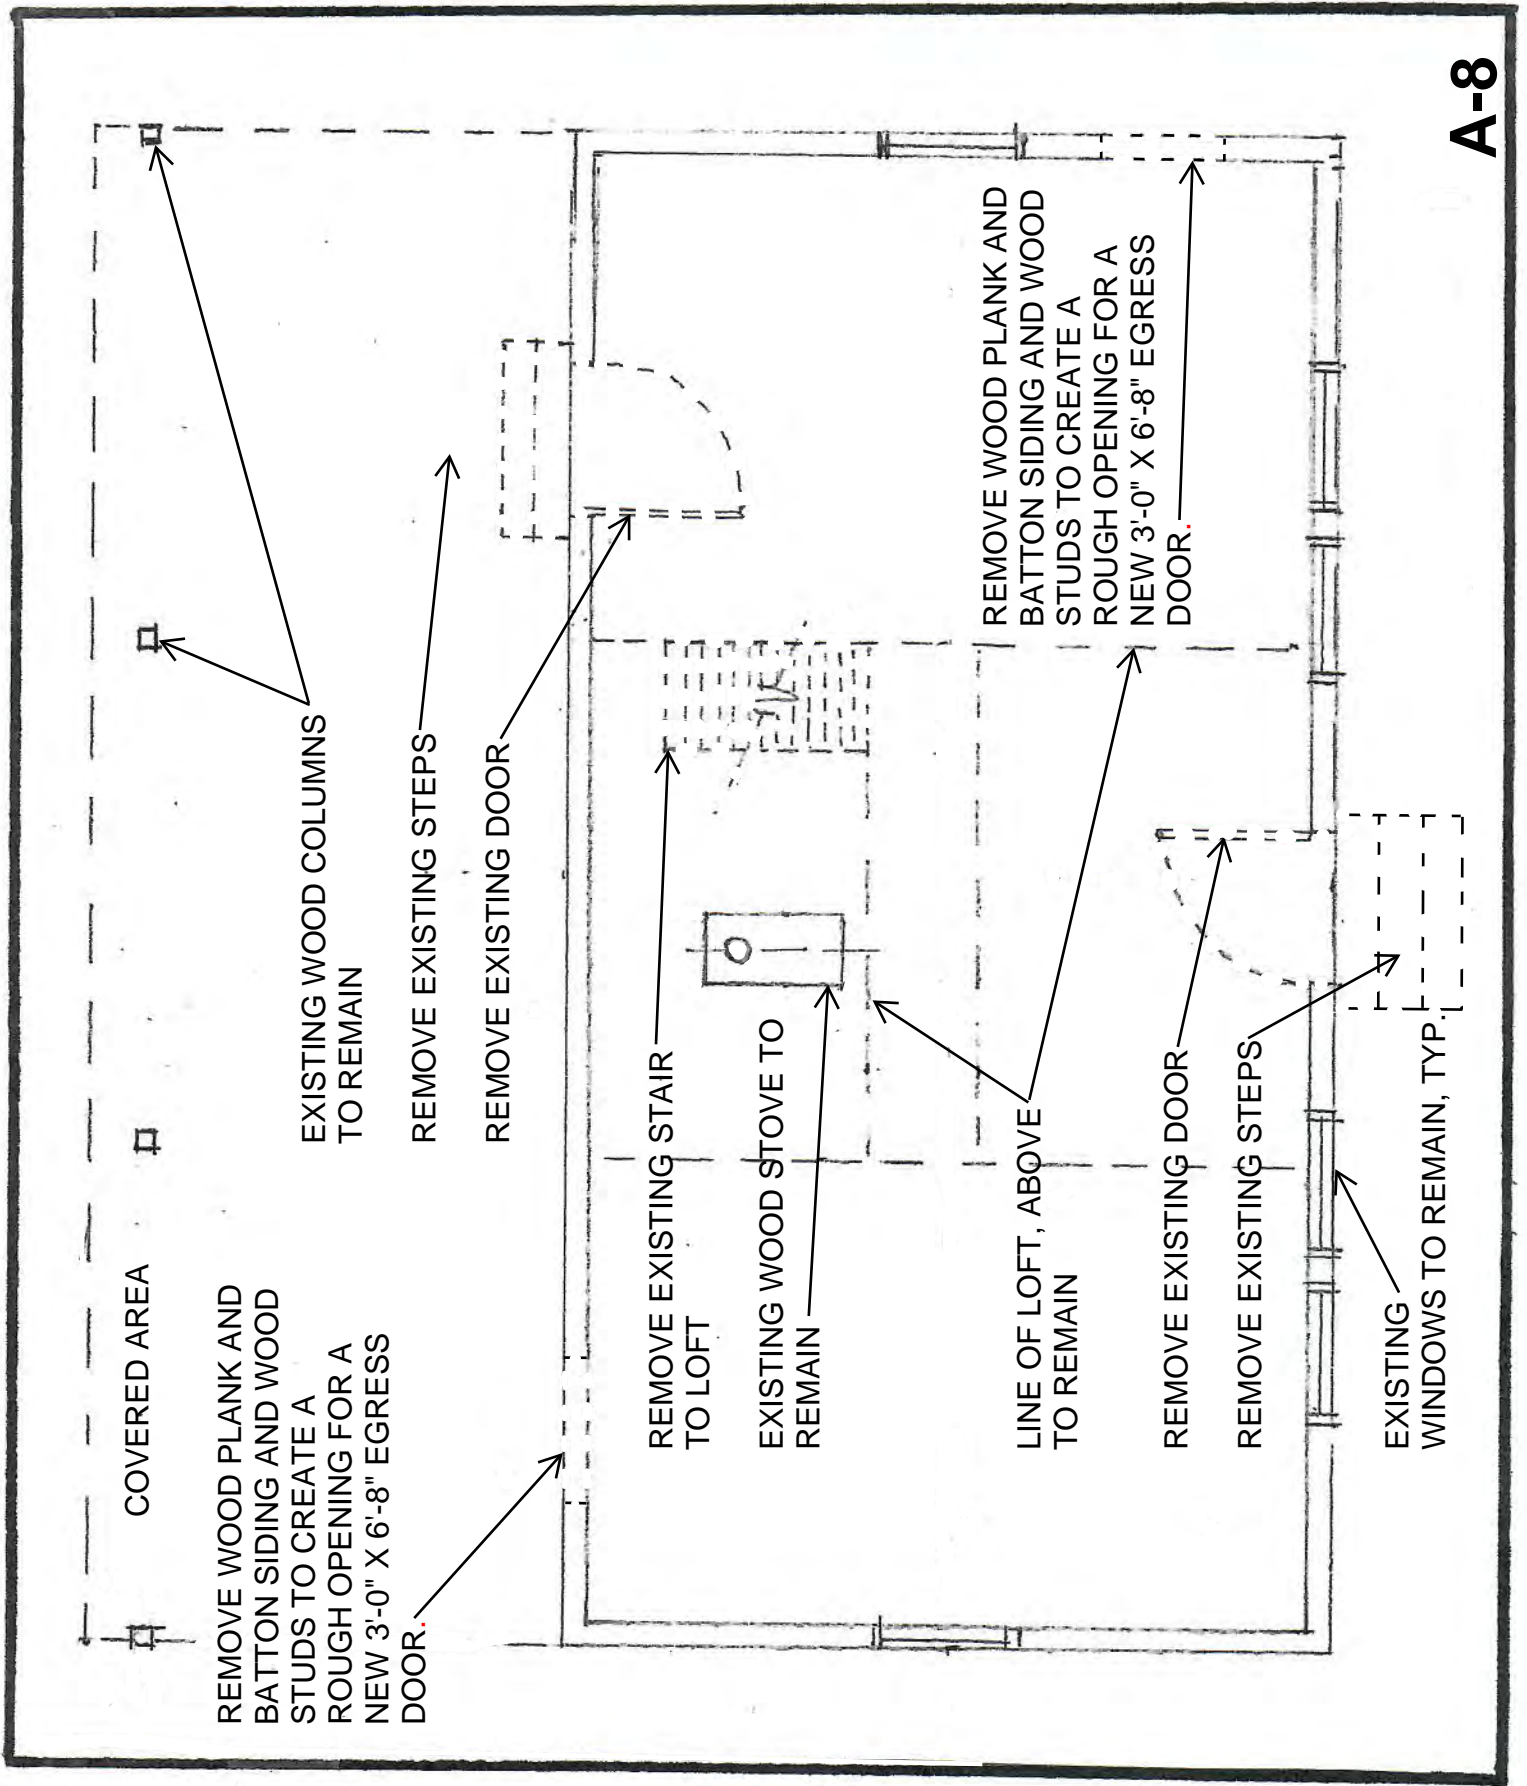 COVERED AREA
REMOVE WOOD PLANK AND
BATTON SIDING AND WOOD
STUDS TO CREATE A
ROUGH OPENING FOR A
NEW 3'-0" X 6'-8" EGRESS
DOOR.
EXISTING WOOD COLUMNS
TO REMAIN
REMOVE EXISTING STEPS
REMOVE EXISTING DOOR
REMOVE EXISTING STAIR
TO LOFT
EXISTING WOOD STOVE TO
REMAIN
REMOVE WOOD PLANK AND
BATTON SIDING AND WOOD
STUDS TO CREATE A
ROUGH OPENING FOR A
NEW 3'-0" X 6'-8" EGRESS
DOOR.
LINE OF LOFT, ABOVE
TO REMAIN
REMOVE EXISTING DOOR
REMOVE EXISTING STEPS
EXISTING
WINDOWS TO REMAIN, TYP.
A-8